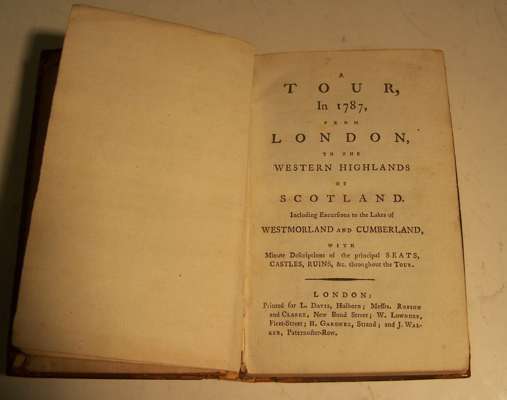 A
TOUR,
In 1787,
FROM
LONDON,
TO THE
WESTERN HIGHLANDS
OF
SCOTLAND.
Including Excursions to the Lakes of
WESTMORLAND AND CUMBERLAND,
WITH
Minute Descriptions of the principal SEATS,
CASTLES, RUINS, &c. throughout the TOUR.
LONDON:
Printed for L. DAVIS, Holborn; Messrs. ROBSON
and CLARKE, New Bond Street; W. LOWNDES,
Fleet-Street; H. GARDNER, Strand; and J. WAL-
KER, Paternoster-Row.